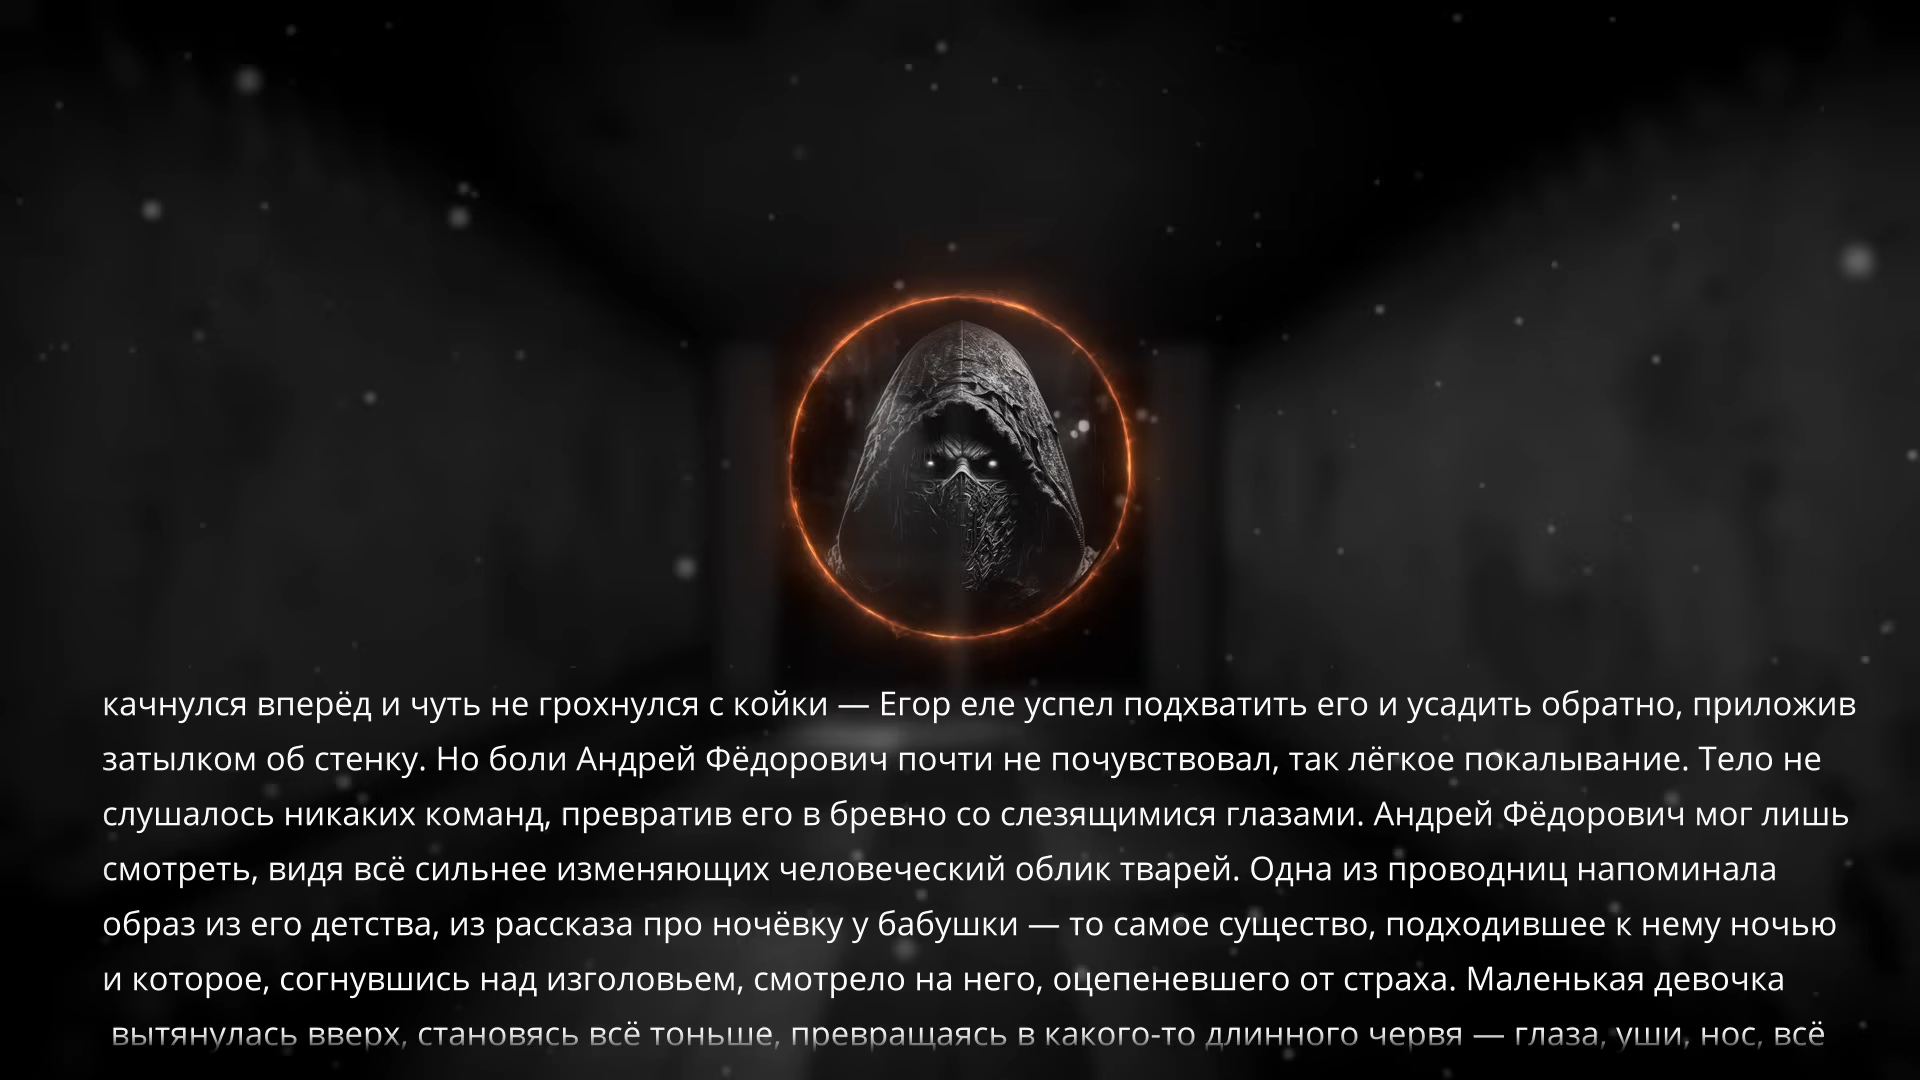 качнулся вперёд и чуть не грохнулся с койки — Егор еле успел подхватить его и усадить обратно, приложив
затылком об стенку. Но боли Андрей Фёдорович почти не почувствовал, так лёгкое покалывание. Тело не
слушалось никаких команд, превратив его в бревно со слезящимися глазами. Андрей Фёдорович мог лишь
смотреть, видя всё сильнее изменяющих человеческий облик тварей. Одна из проводниц напоминала
образ из его детства, из рассказа про ночёвку у бабушки — то самое существо, подходившее к нему ночью
и которое, согнувшись над изголовьем, смотрело на него, оцепеневшего от страха. Маленькая девочка
вытянулась вверх, становясь всё тоньше, превращаясь в какого-то длинного червя — глаза, уши, нос, всё